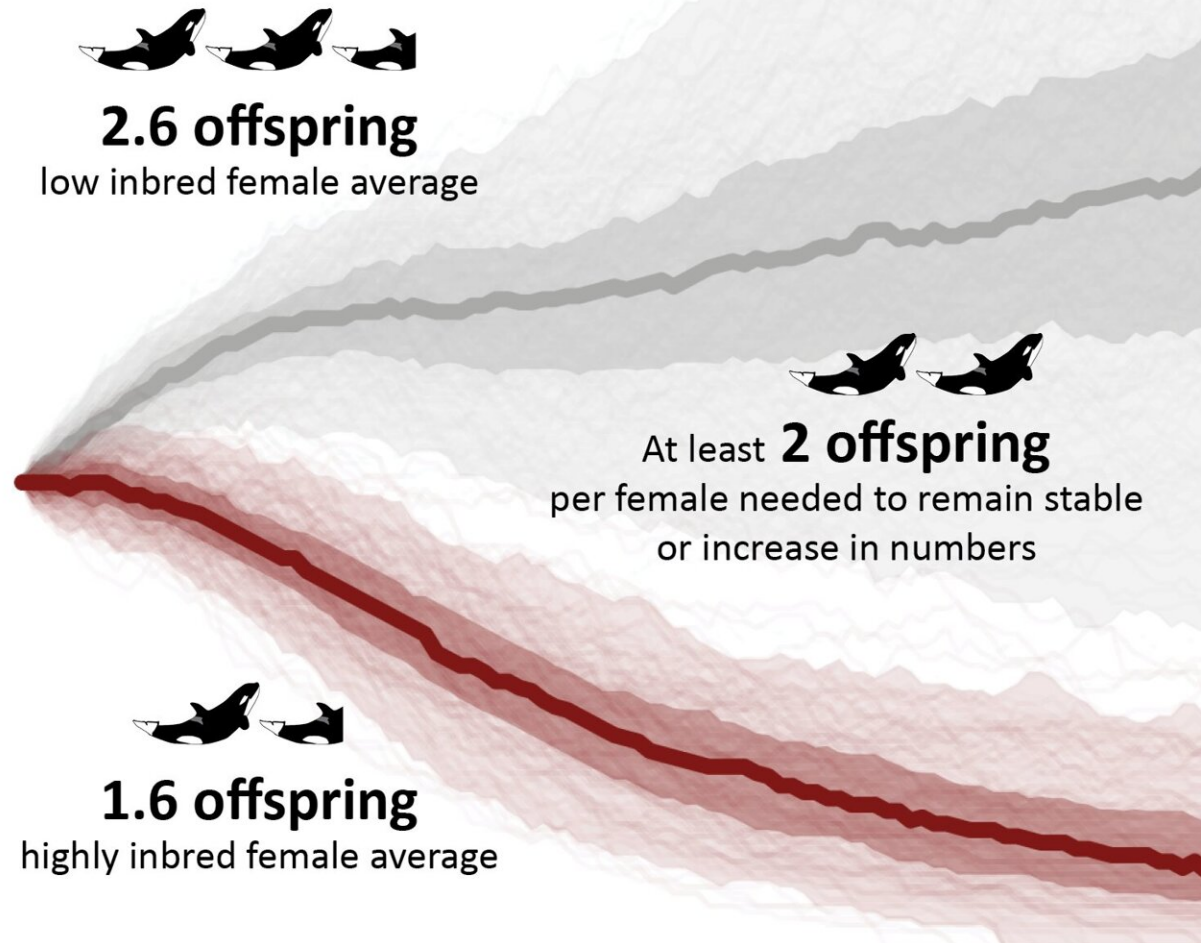 2.6 offspring
low inbred female average
At least 2 offspring
per female needed to remain stable
or increase in numbers
1.6 offspring
highly inbred female average